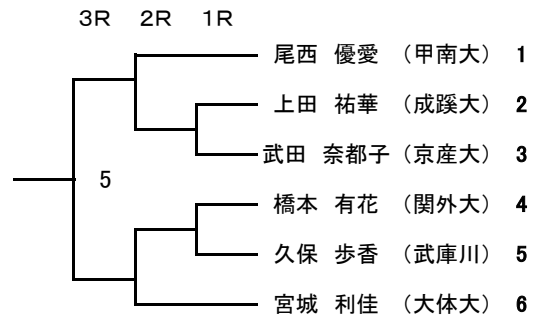 3R 2R 1R
尾西 優愛 (甲南大) 1
上田 祐華 (成蹊大) 2
武田 奈都子 (京産大) 3
5
橋本 有花 (関外大) 4
久保 歩香 (武庫川) 5
宮城 利佳 (大体大) 6